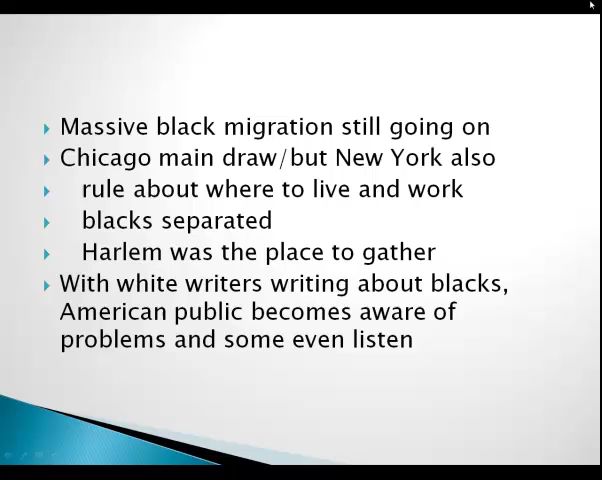 Massive black migration still going on
Chicago main draw/but New York also
rule about where to live and work
blacks separated
Harlem was the place to gather
With white writers writing about blacks,
American public becomes aware of
problems and some even listen